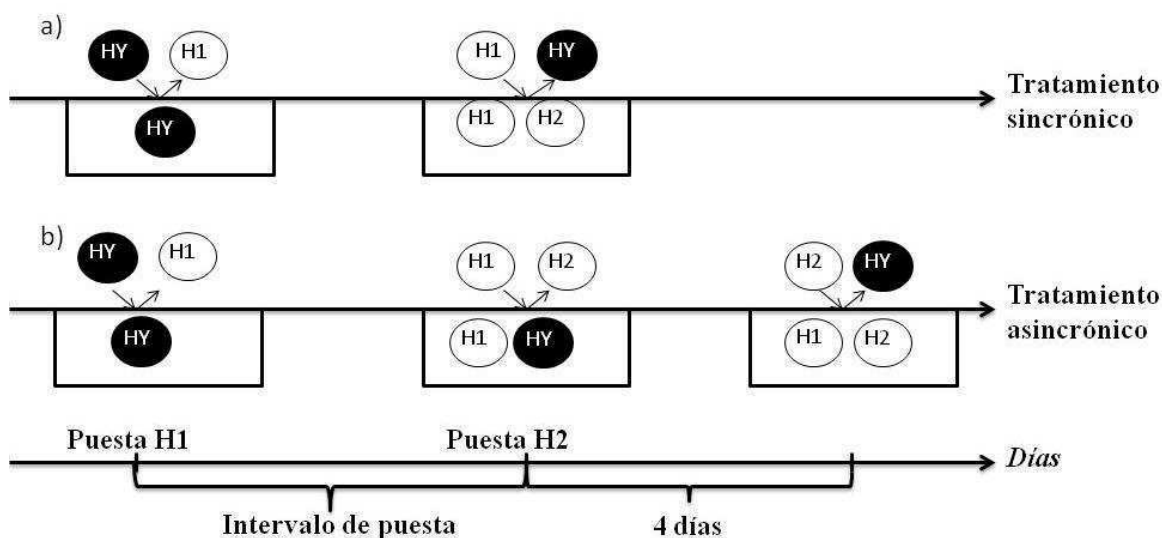 a)
HY H1 H1 HY
Tratamiento
sincrónico
HY H1 H2
b)
HY H1 H1 H2 H2 HY
Tratamiento
asincrónico
HY H1 HY H1 H2
Puesta H1 Puesta H2
Días
Intervalo de puesta 4 días